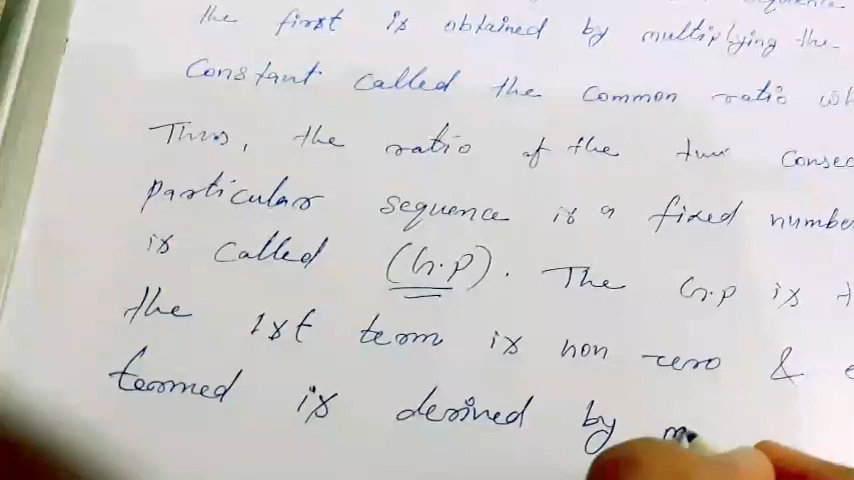 the first is obtained by multiplying the
Constant called the common ratio
Thus, the ratio of the two
particular sequence is a fixed number
is called (G.P). The G.P is
the 1st term is non zero &
termed is derived by